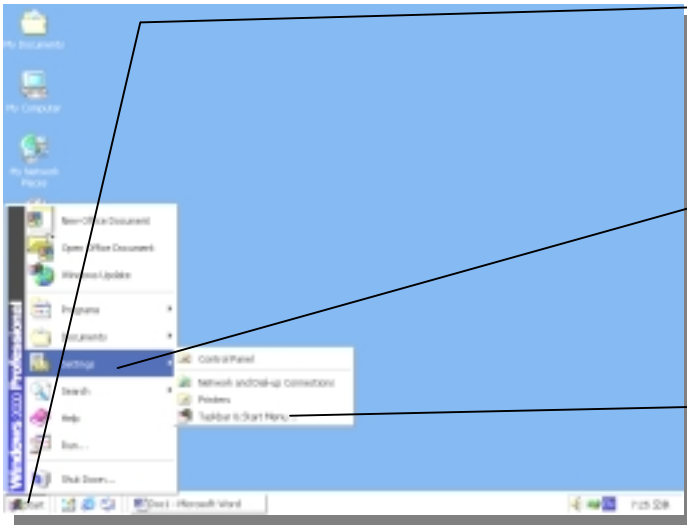 My Documents
My Computer
My Network
Places
New Office Document
Open Office Document
Windows Update
Programs
Documents
Settings
Search
Help
Run...
Shut Down...
Windows 2000 Professional
Control Panel
Network and Dial-up Connections
Printers
Taskbar & Start Menu...
Start
Doc1 - Microsoft Word